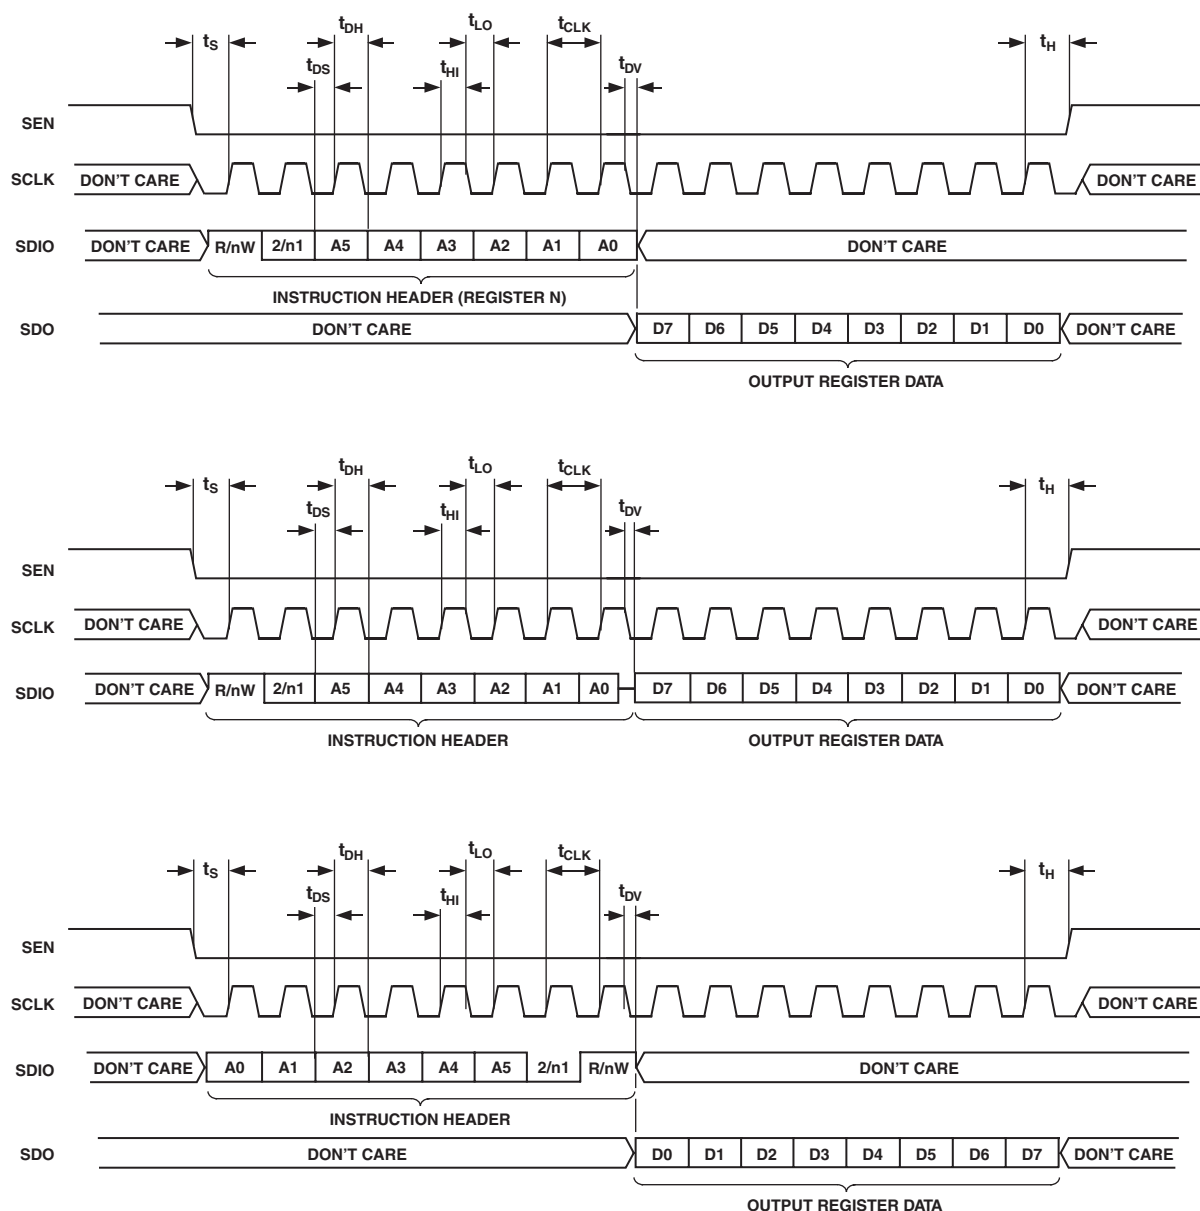 tS tDH tLO tCLK tH
tDS tHI tDV
SEN
SCLK DON'T CARE DON'T CARE
SDIO DON'T CARE R/nW 2/n1 A5 A4 A3 A2 A1 A0 DON'T CARE
INSTRUCTION HEADER (REGISTER N)
SDO DON'T CARE D7 D6 D5 D4 D3 D2 D1 D0 DON'T CARE
OUTPUT REGISTER DATA
tS tDH tLO tCLK tH
tDS tHI tDV
SEN
SCLK DON'T CARE DON'T CARE
SDIO DON'T CARE R/nW 2/n1 A5 A4 A3 A2 A1 A0 D7 D6 D5 D4 D3 D2 D1 D0 DON'T CARE
INSTRUCTION HEADER OUTPUT REGISTER DATA
tS tDH tLO tCLK tH
tDS tHI tDV
SEN
SCLK DON'T CARE DON'T CARE
SDIO DON'T CARE A0 A1 A2 A3 A4 A5 2/n1 R/nW DON'T CARE
INSTRUCTION HEADER
SDO DON'T CARE D0 D1 D2 D3 D4 D5 D6 D7 DON'T CARE
OUTPUT REGISTER DATA